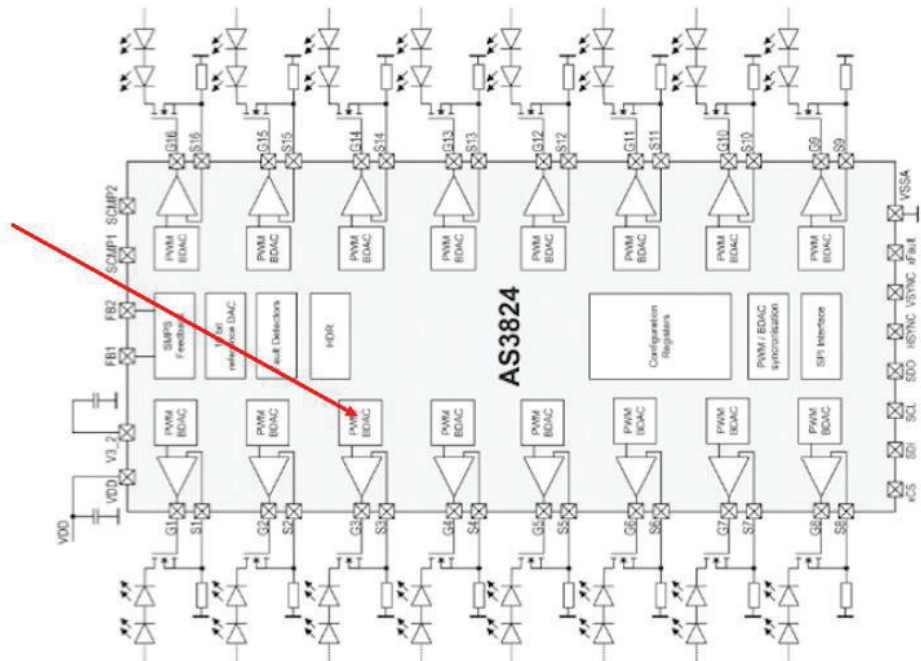 G16
S16
G15
S15
G14
S14
G13
S13
G12
S12
G11
S11
G10
S10
G9
S9
SCMP2
SCMP1
FB2
FB1
V3_2
VDD
VDD
VSSA
xFault
VSYNC
HSYNC
SDO
SCL
SDI
xCS
PWM
BDAC
PWM
BDAC
PWM
BDAC
PWM
BDAC
PWM
BDAC
PWM
BDAC
PWM
BDAC
PWM
BDAC
SMPS
Feedback
bit
reference DAC
Detectors
HDR
AS3824
Configuration
Registers
PWM / BDAC
syncronisation
SPI Interface
PWM
BDAC
PWM
BDAC
PWM
BDAC
PWM
BDAC
PWM
BDAC
PWM
BDAC
PWM
BDAC
PWM
BDAC
G1
S1
G2
S2
G3
S3
G4
S4
G5
S5
G6
S6
G7
S7
G8
S8